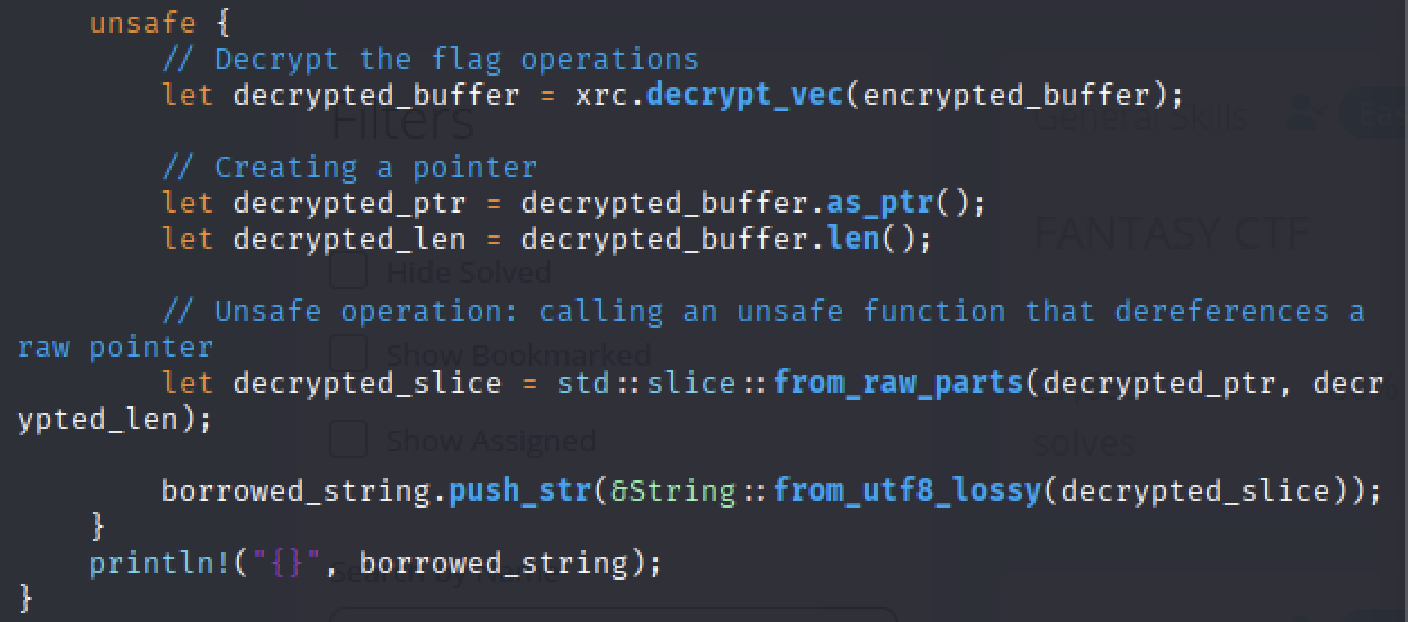 unsafe {
// Decrypt the flag operations
let decrypted_buffer = xrc.decrypt_vec(encrypted_buffer);
Filters
General Skills
Eas
// Creating a pointer
let decrypted_ptr = decrypted_buffer.as_ptr();
let decrypted_len = decrypted_buffer.len();
FANTASY CTF
Hide Solved
// Unsafe operation: calling an unsafe function that dereferences a
raw pointer
Show Bookmarked
let decrypted_slice = std::slice::from_raw_parts(decrypted_ptr, decr
ypted_len);
%
Show Assigned
solves
borrowed_string.push_str(&String::from_utf8_lossy(decrypted_slice));
}
println!("{}", borrowed_string);
Search by Name
}